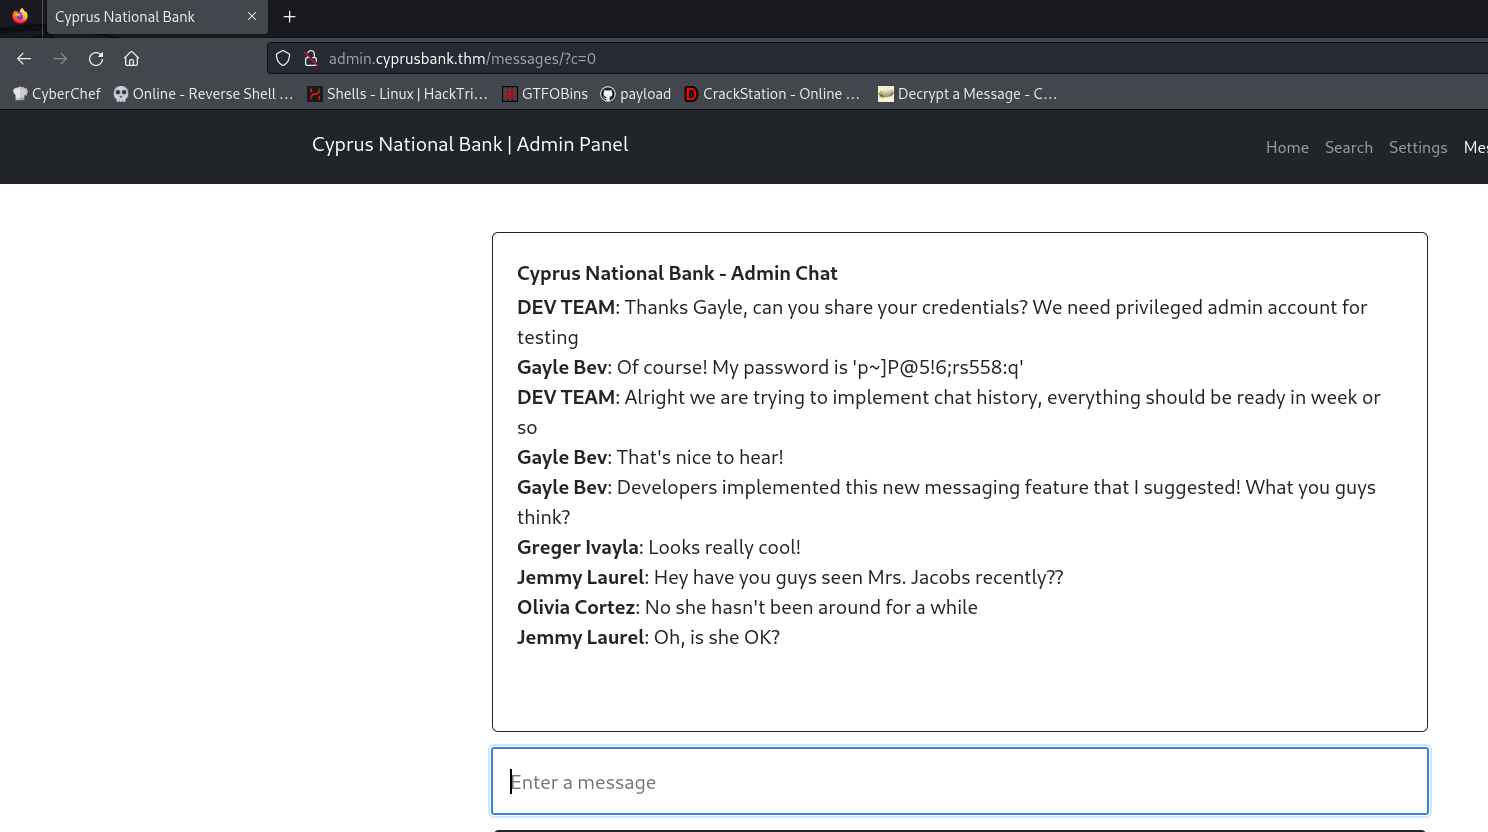 Cyprus National Bank
admin.cyprusbank.thm/messages/?c=0
CyberChef Online - Reverse Shell … Shells - Linux | HackTri… GTFOBins payload CrackStation - Online … Decrypt a Message - C…
Cyprus National Bank | Admin Panel
Home Search Settings Mes
Cyprus National Bank - Admin Chat
DEV TEAM: Thanks Gayle, can you share your credentials? We need privileged admin account for
testing
Gayle Bev: Of course! My password is 'p~]P@5!6;rs558:q'
DEV TEAM: Alright we are trying to implement chat history, everything should be ready in week or
so
Gayle Bev: That's nice to hear!
Gayle Bev: Developers implemented this new messaging feature that I suggested! What you guys
think?
Greger Ivayla: Looks really cool!
Jemmy Laurel: Hey have you guys seen Mrs. Jacobs recently??
Olivia Cortez: No she hasn't been around for a while
Jemmy Laurel: Oh, is she OK?
Enter a message